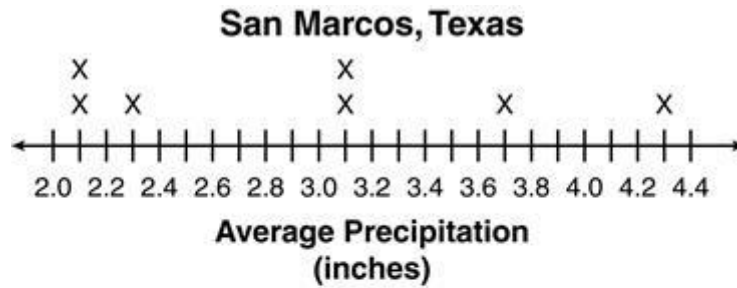 San Marcos, Texas
X X
X X X X X
2.0 2.2 2.4 2.6 2.8 3.0 3.2 3.4 3.6 3.8 4.0 4.2 4.4
Average Precipitation
(inches)